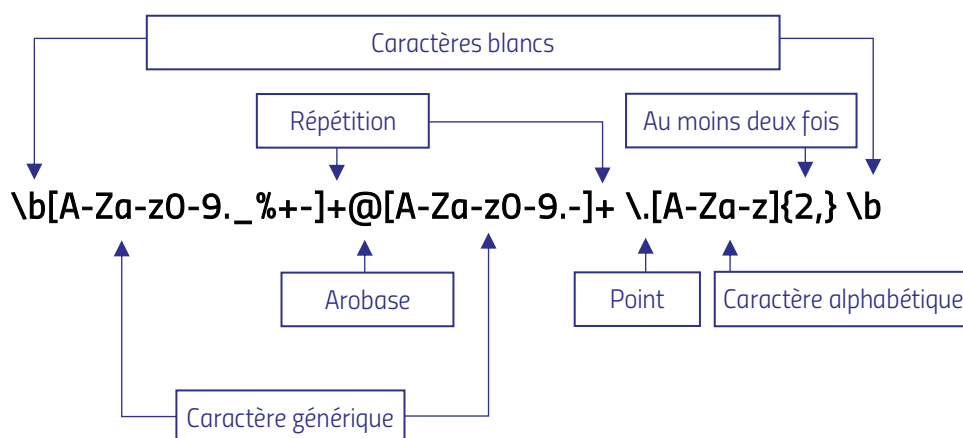 Caractères blancs
Répétition
Au moins deux fois
\b[A-Za-z0-9._%+-]+@[A-Za-z0-9.-]+ \.[A-Za-z]{2,} \b
Arobase
Point
Caractère alphabétique
Caractère générique